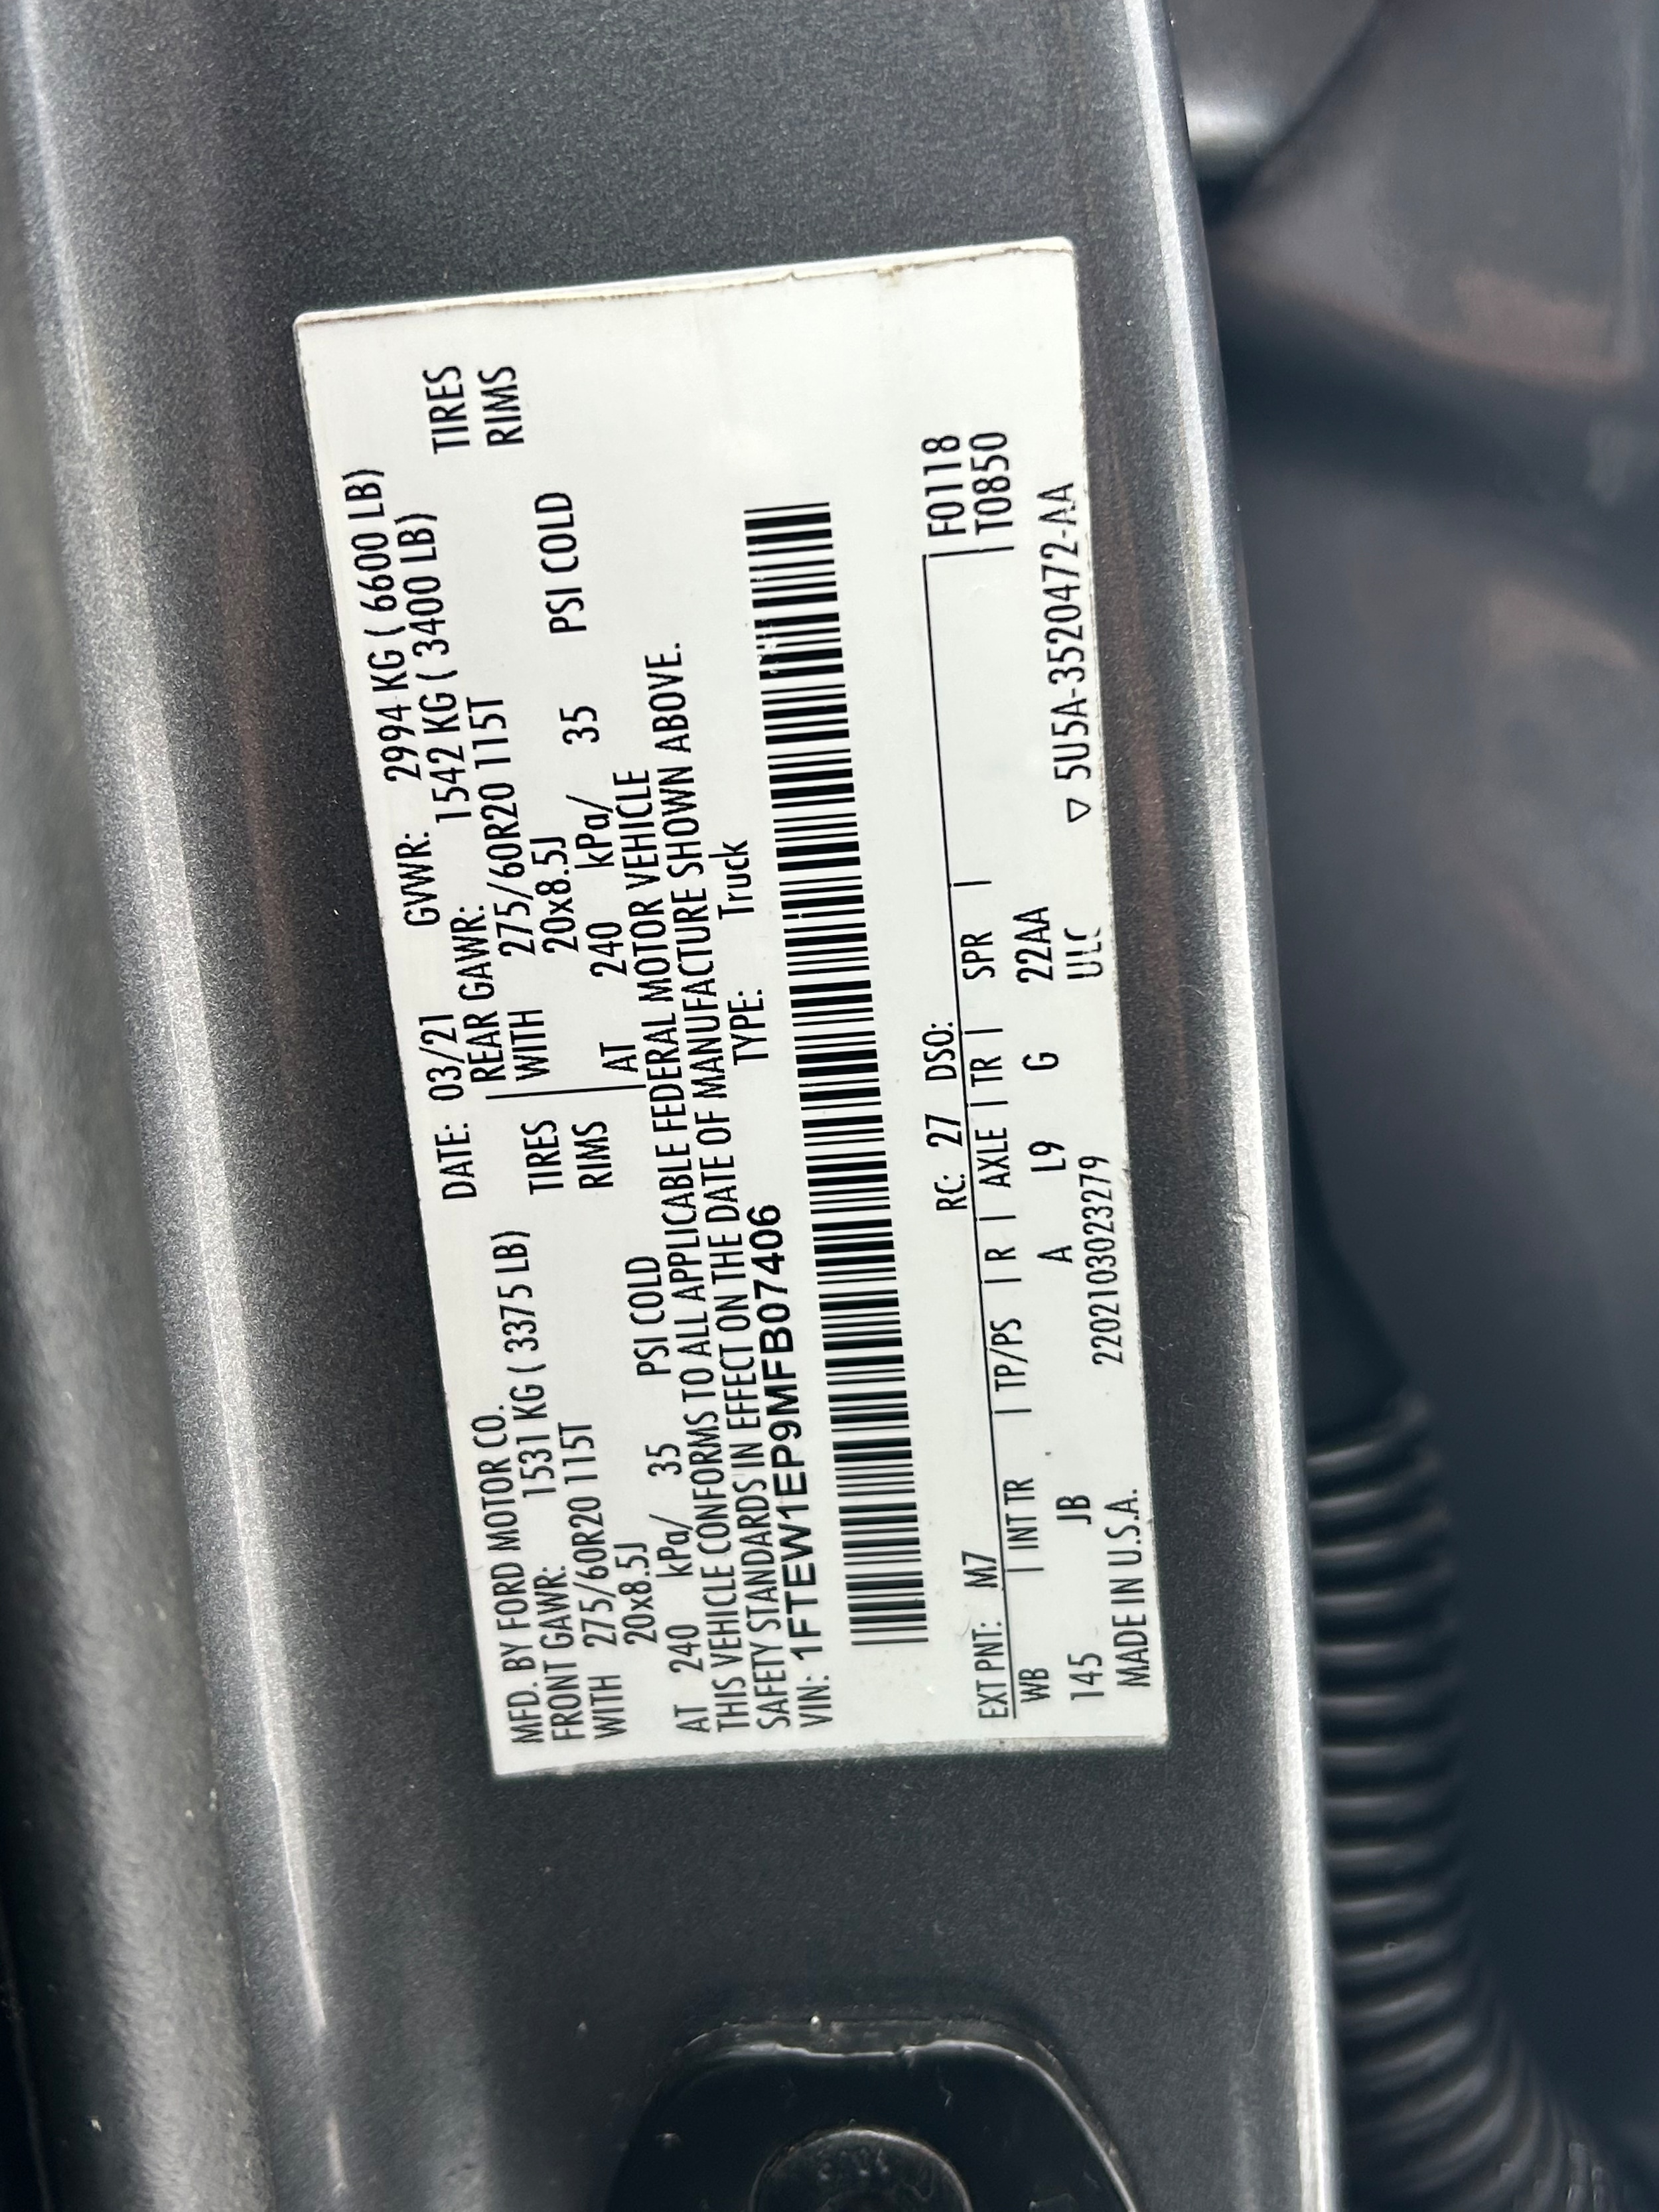 MFD. BY FORD MOTOR CO. DATE: 03/21 GVWR: 2994 KG ( 6600 LB)
FRONT GAWR: 1531 KG ( 3375 LB) REAR GAWR: 1542 KG ( 3400 LB)
WITH 275/60R20 115T TIRES WITH 275/60R20 115T TIRES
20x8.5J RIMS 20x8.5J RIMS
AT 240 kPa/ 35 PSI COLD AT 240 kPa/ 35 PSI COLD
THIS VEHICLE CONFORMS TO ALL APPLICABLE FEDERAL MOTOR VEHICLE
SAFETY STANDARDS IN EFFECT ON THE DATE OF MANUFACTURE SHOWN ABOVE.
VIN: 1FTEW1EP9MFB07406 TYPE: Truck
EXT PNT: M7 RC: 27 DSO: F0118
WB INT TR TP/PS R AXLE TR SPR T0850
145 JB A L9 G 22AA
MADE IN U.S.A. 2202103023279 ULC ▽ 5U5A-3520472-AA